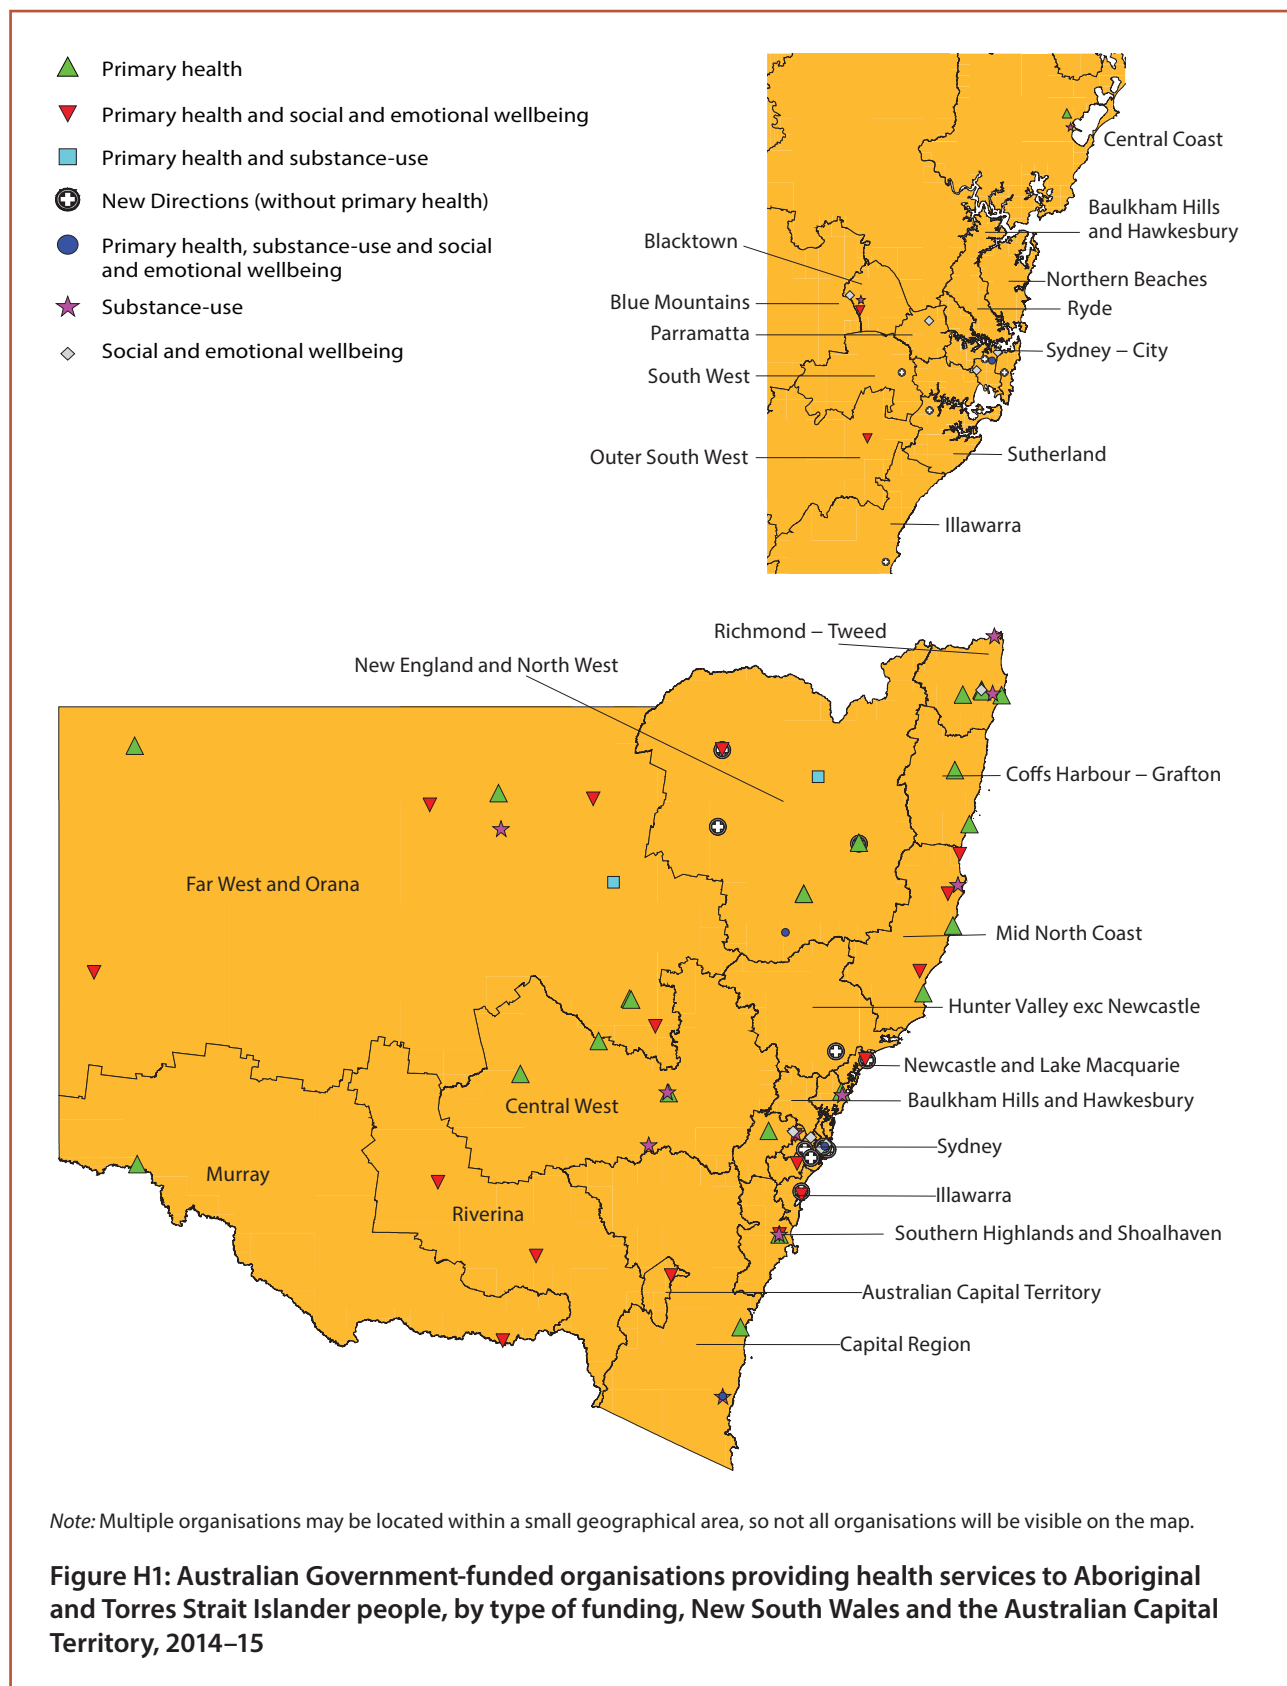 Primary health
Primary health and social and emotional wellbeing
Primary health and substance-use
New Directions (without primary health)
Primary health, substance-use and social
and emotional wellbeing
Substance-use
Social and emotional wellbeing
Central Coast
Baulkham Hills
and Hawkesbury
Blacktown
Northern Beaches
Blue Mountains
Ryde
Parramatta
Sydney – City
South West
Outer South West
Sutherland
Illawarra
Richmond – Tweed
New England and North West
Coffs Harbour – Grafton
Far West and Orana
Mid North Coast
Hunter Valley exc Newcastle
Newcastle and Lake Macquarie
Central West
Baulkham Hills and Hawkesbury
Sydney
Murray
Illawarra
Riverina
Southern Highlands and Shoalhaven
Australian Capital Territory
Capital Region
Note: Multiple organisations may be located within a small geographical area, so not all organisations will be visible on the map.
Figure H1: Australian Government-funded organisations providing health services to Aboriginal
and Torres Strait Islander people, by type of funding, New South Wales and the Australian Capital
Territory, 2014–15